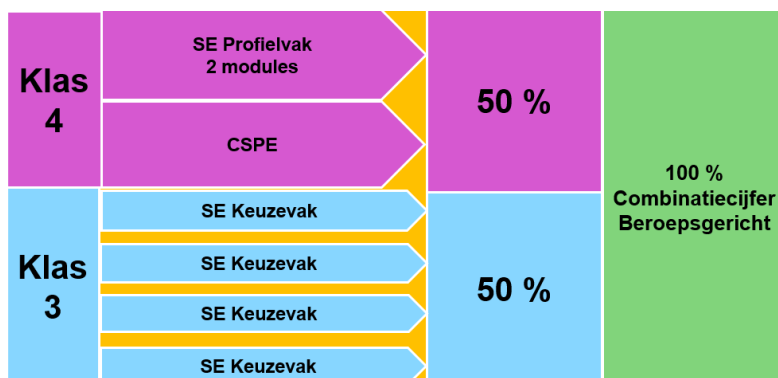 Klas
4
SE Profielvak
2 modules
CSPE
50 %
Klas
3
SE Keuzevak
SE Keuzevak
SE Keuzevak
SE Keuzevak
50 %
100 %
Combinatiecijfer
Beroepsgericht